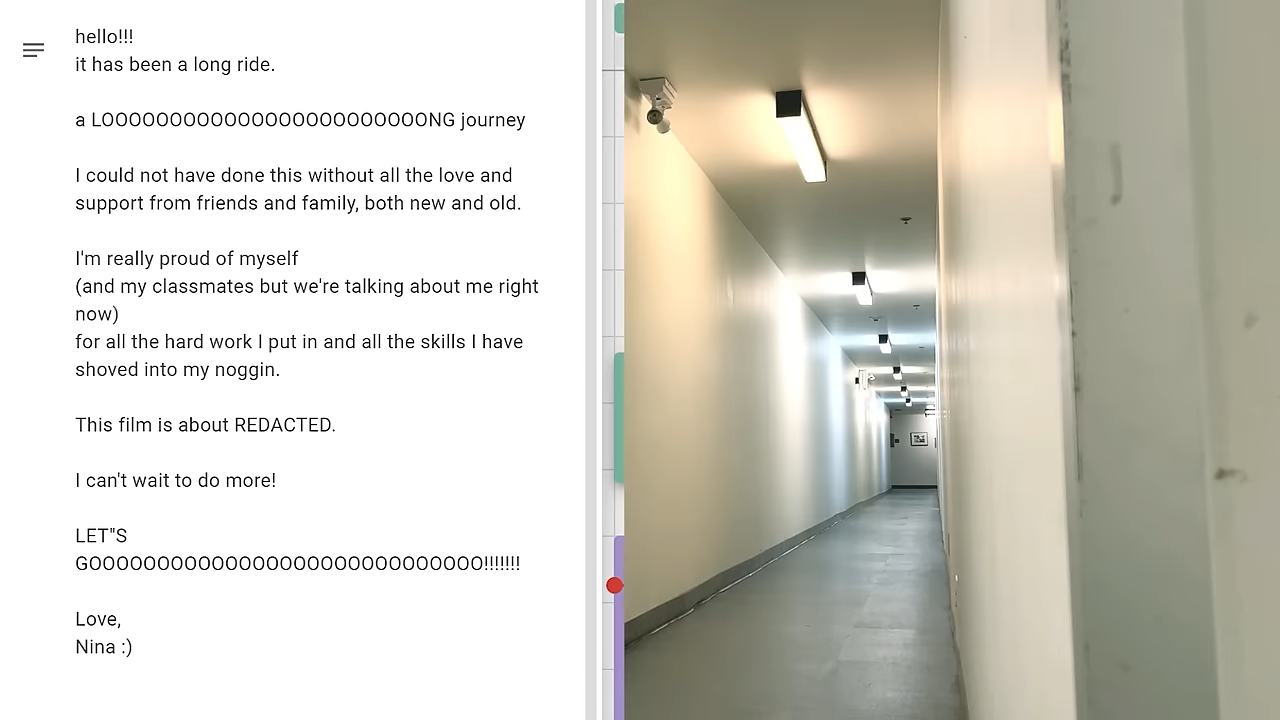 hello!!!
it has been a long ride.
a LOOOOOOOOOOOOOOOOOOOOOOOONG journey
I could not have done this without all the love and
support from friends and family, both new and old.
I'm really proud of myself
(and my classmates but we're talking about me right
now)
for all the hard work I put in and all the skills I have
shoved into my noggin.
This film is about REDACTED.
I can't wait to do more!
LET"S
GOOOOOOOOOOOOOOOOOOOOOOOOOOOOO!!!!!!!
Love,
Nina :)